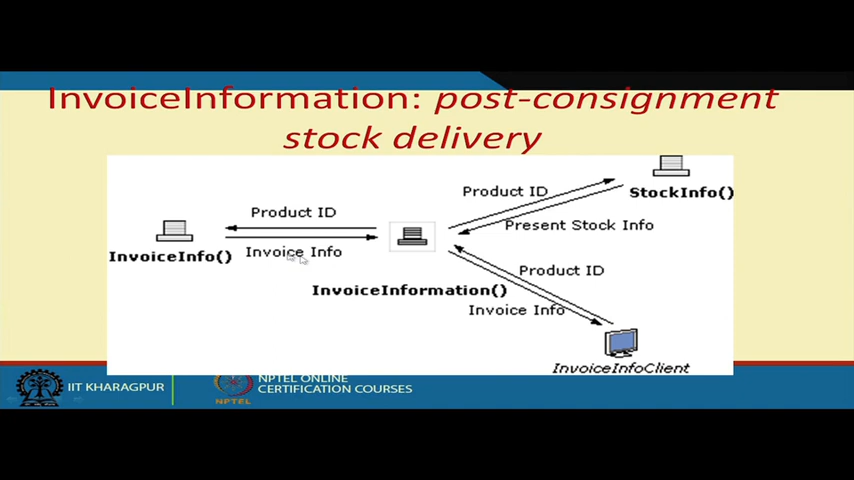 InvoiceInformation: post-consignment
stock delivery
Product ID
StockInfo()
Product ID
Present Stock Info
InvoiceInfo()
Invoice Info
Product ID
InvoiceInformation()
Invoice Info
InvoiceInfoClient
IIT KHARAGPUR
NPTEL
NPTEL ONLINE
CERTIFICATION COURSES